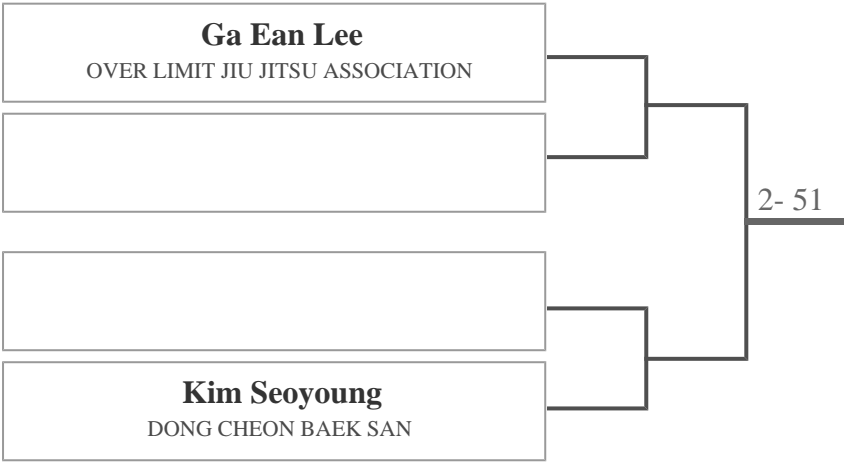 Ga Ean Lee
OVER LIMIT JIU JITSU ASSOCIATION
2- 51
Kim Seoyoung
DONG CHEON BAEK SAN